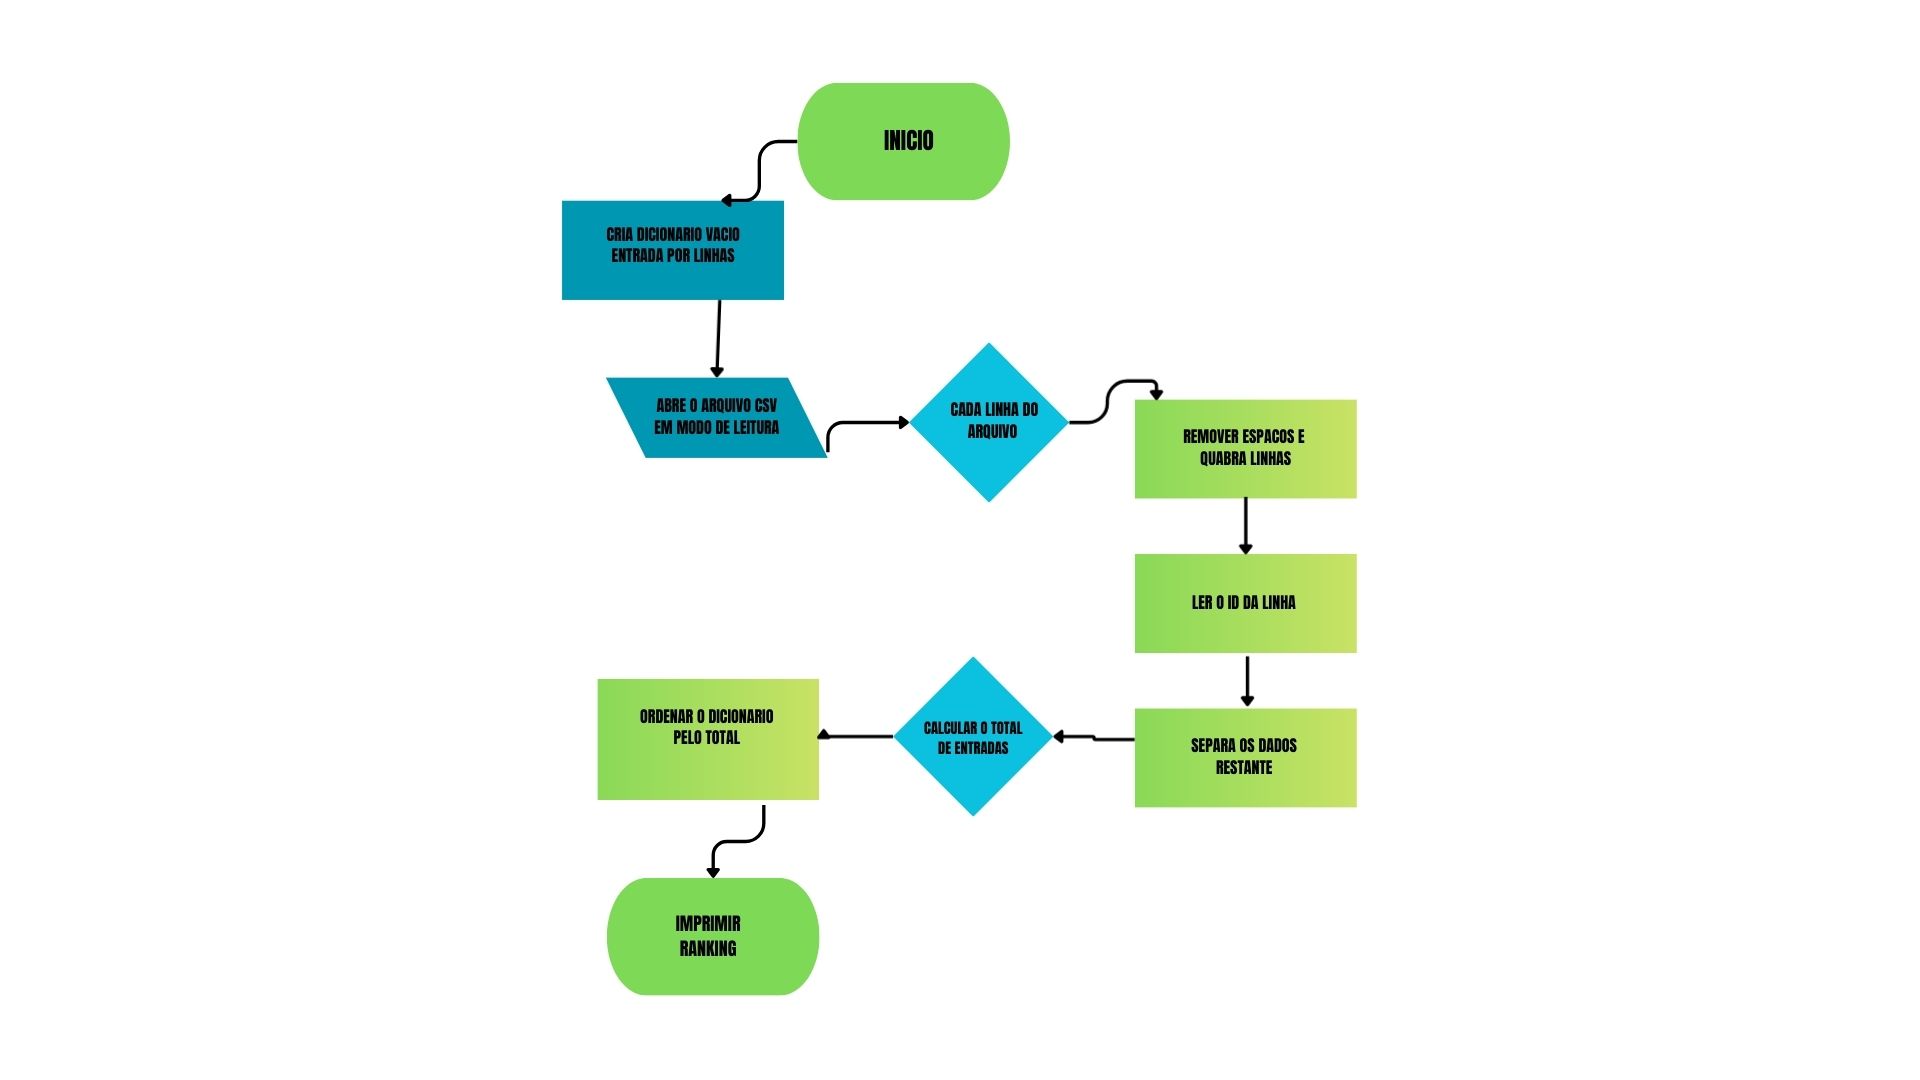 INICIO
CRIA DICIONARIO VACIO
ENTRADA POR LINHAS
ABRE O ARQUIVO CSV
EM MODO DE LEITURA
CADA LINHA DO
ARQUIVO
REMOVER ESPACOS E
QUABRA LINHAS
LER O ID DA LINHA
SEPARA OS DADOS
RESTANTE
CALCULAR O TOTAL
DE ENTRADAS
ORDENAR O DICIONARIO
PELO TOTAL
IMPRIMIR
RANKING